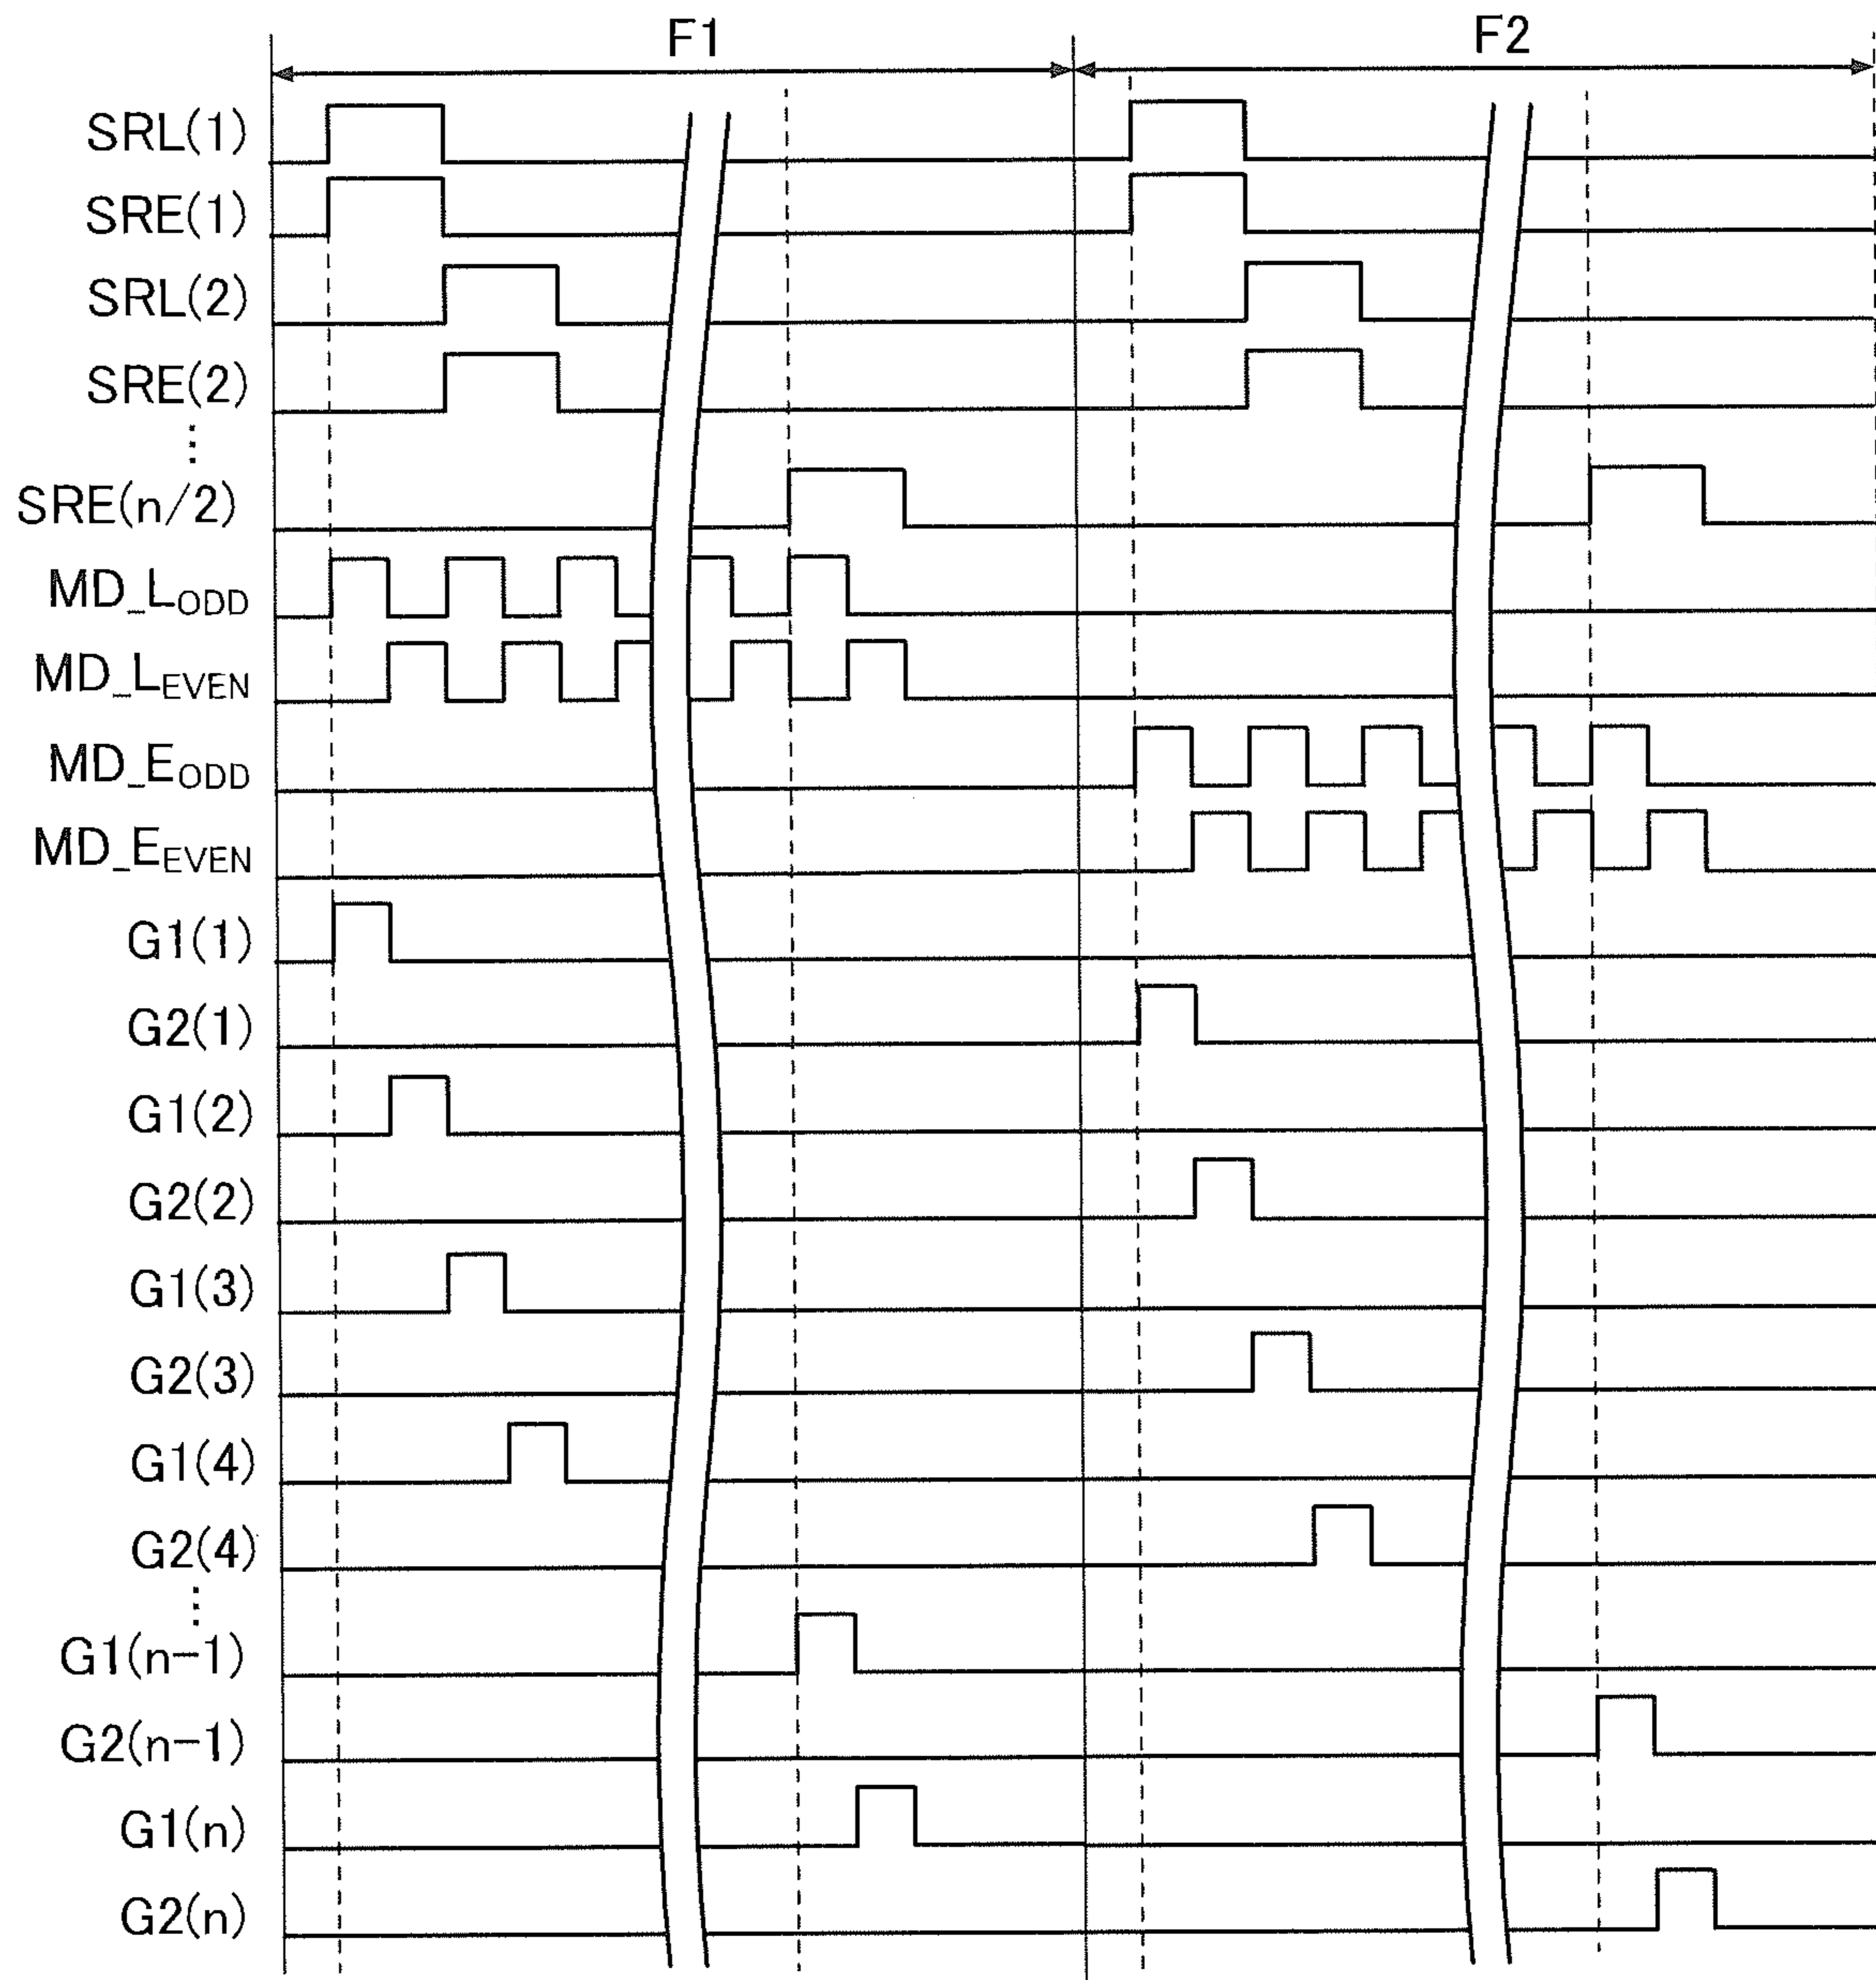 F1 F2
SRL(1)
SRE(1)
SRL(2)
SRE(2)
⋮
SRE(n/2)
MD_LODD
MD_LEVEN
MD_EODD
MD_EEVEN
G1(1)
G2(1)
G1(2)
G2(2)
G1(3)
G2(3)
G1(4)
G2(4)
⋮
G1(n-1)
G2(n-1)
G1(n)
G2(n)